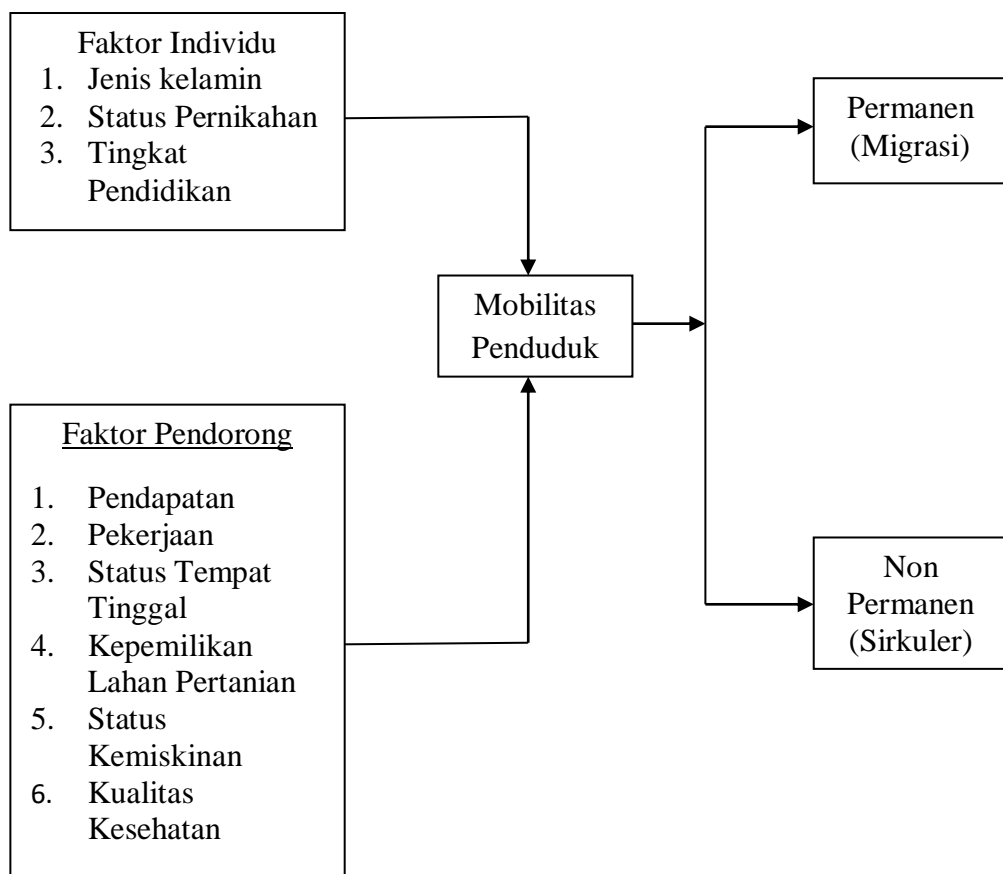 Faktor Individu
1. Jenis kelamin
2. Status Pernikahan
3. Tingkat
Pendidikan
Permanen
(Migrasi)
Mobilitas
Penduduk
Faktor Pendorong
1. Pendapatan
2. Pekerjaan
3. Status Tempat
Tinggal
4. Kepemilikan
Lahan Pertanian
5. Status
Kemiskinan
6. Kualitas
Kesehatan
Non
Permanen
(Sirkuler)